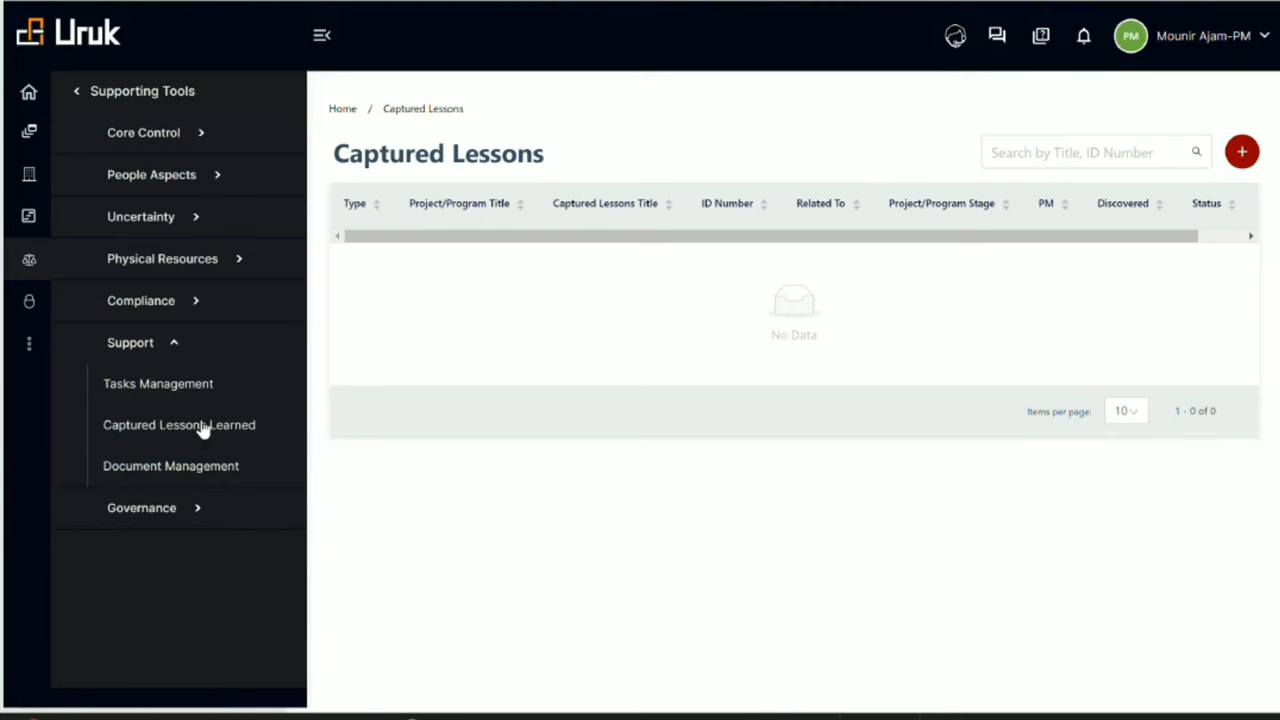 Uruk
PM
Mounir Ajam-PM
Supporting Tools
Core Control
People Aspects
Uncertainty
Physical Resources
Compliance
Support
Tasks Management
Captured Lessons Learned
Document Management
Governance
Home / Captured Lessons
Captured Lessons
Search by Title, ID Number
+
Type Project/Program Title Captured Lessons Title ID Number Related To Project/Program Stage PM Discovered Status
No Data
Items per page: 10 1 - 0 of 0